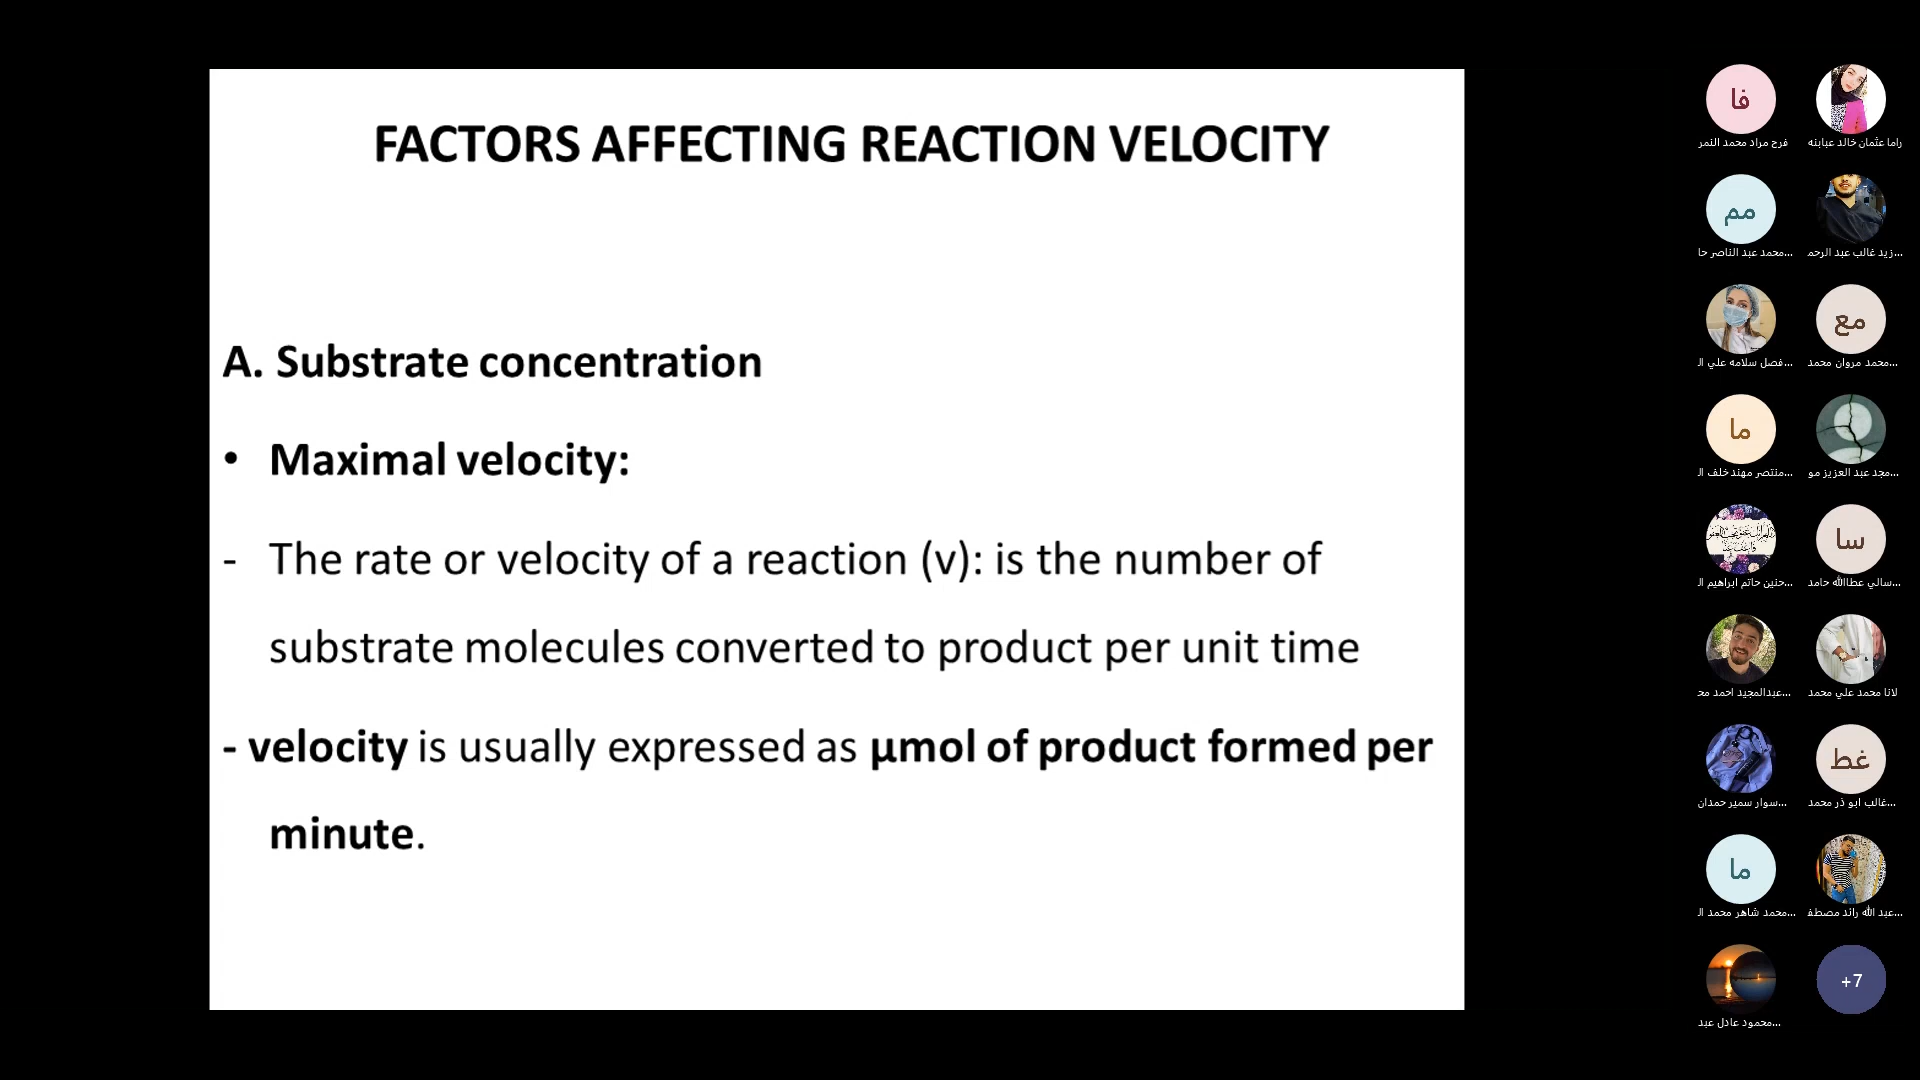 FACTORS AFFECTING REACTION VELOCITY
A. Substrate concentration
• Maximal velocity:
- The rate or velocity of a reaction (v): is the number of
substrate molecules converted to product per unit time
- velocity is usually expressed as µmol of product formed per
minute.
فا
فرح مراد محمد النمر
راما عثمان خالد عبابنه
مم
محمد عبد الناصر حا...
زيد غالب عبد الرحم...
فصل سلامه علي ال...
مع
محمد مروان محمد...
ما
منتصر مهند خلف ال...
مجد عبد العزيز مو...
حنين حاتم ابراهيم ال...
سا
سالي عطاالله حامد...
عبدالمجيد احمد مح...
لانا محمد علي محمد
سوار سمير حمدان...
غط
غالب ابو ذر محمد...
ما
محمد شاهر محمد ال...
عبد الله رائد مصطف...
محمود عادل عبد...
+7